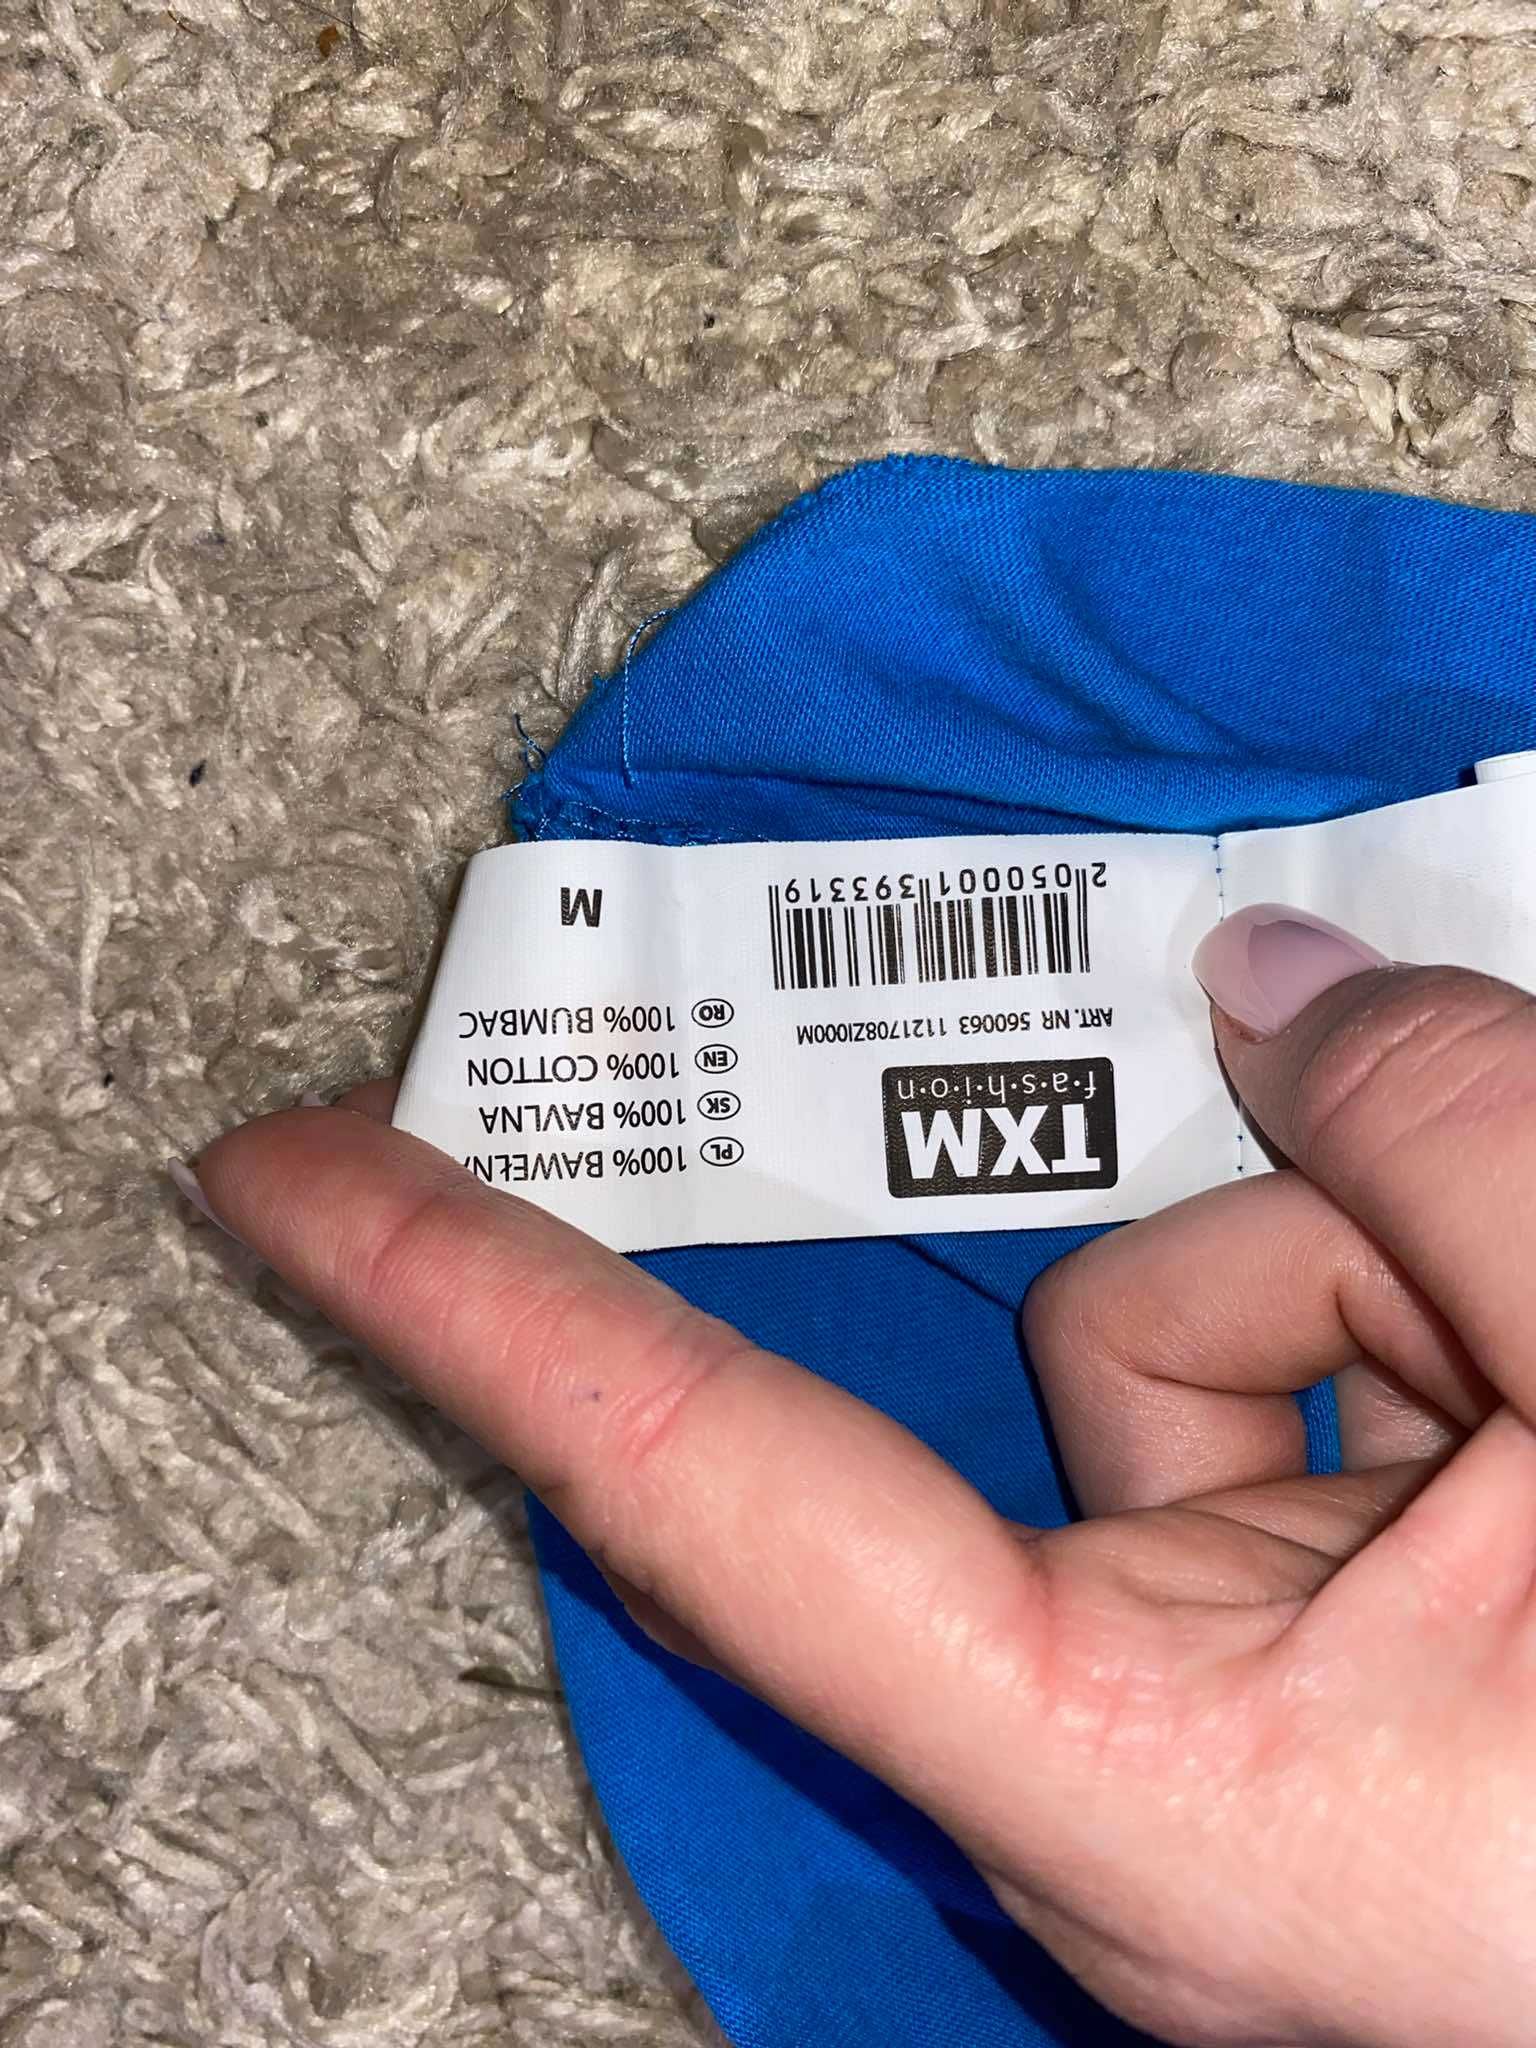 TXM
f·a·s·h·i·o·n
ART. NR 560063 1121708ZI000M
2050001393319
PL 100% BAWEŁNA
SK 100% BAVLNA
EN 100% COTTON
RO 100% BUMBAC
M